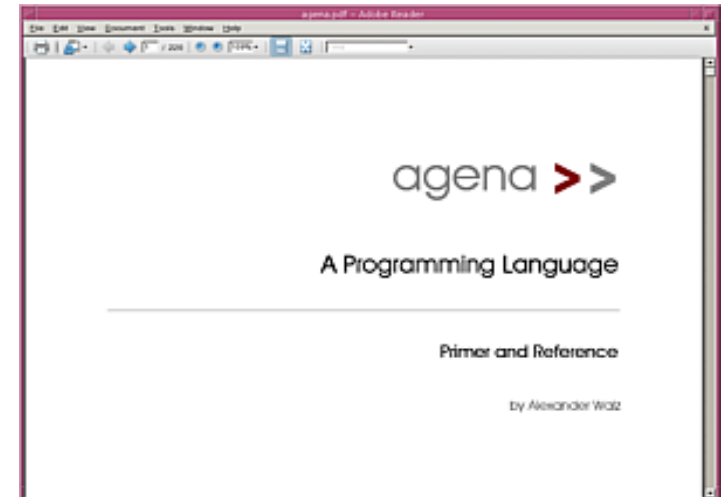 agena.pdf - Adobe Reader
File Edit View Document Tools Window Help
agena >>
A Programming Language
Primer and Reference
by Alexander Walz